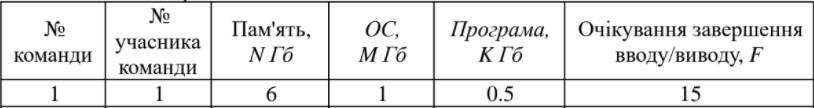 № команди | № учасника команди | Пам'ять, N Гб | ОС, M Гб | Програма, K Гб | Очікування завершення вводу/виводу, F
1 | 1 | 6 | 1 | 0.5 | 15